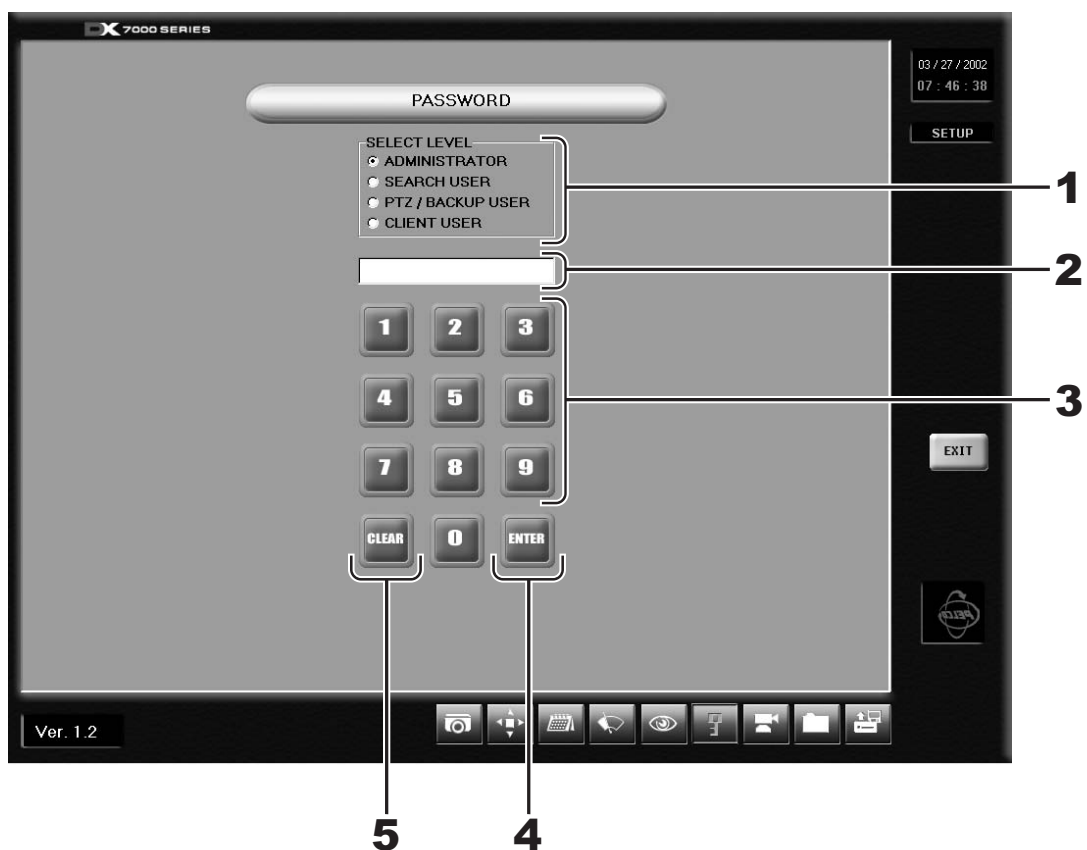 DX 7000 SERIES
03 / 27 / 2002
07 : 46 : 38
PASSWORD
SETUP
SELECT LEVEL
ADMINISTRATOR
SEARCH USER
PTZ / BACKUP USER
CLIENT USER
1
2
1 2 3
4 5 6
3
7 8 9
EXIT
CLEAR 0 ENTER
PELCO
Ver. 1.2
5 4